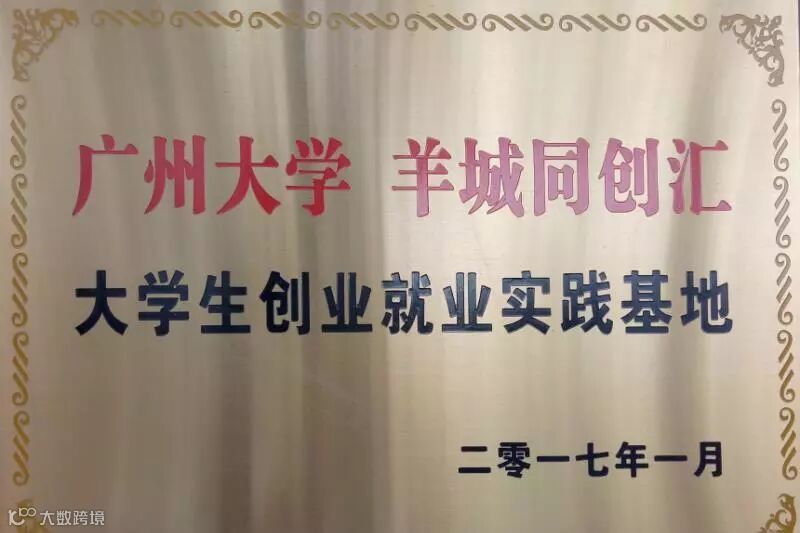 广州大学 羊城同创汇
大学生创业就业实践基地
二零一七年一月
大数跨境